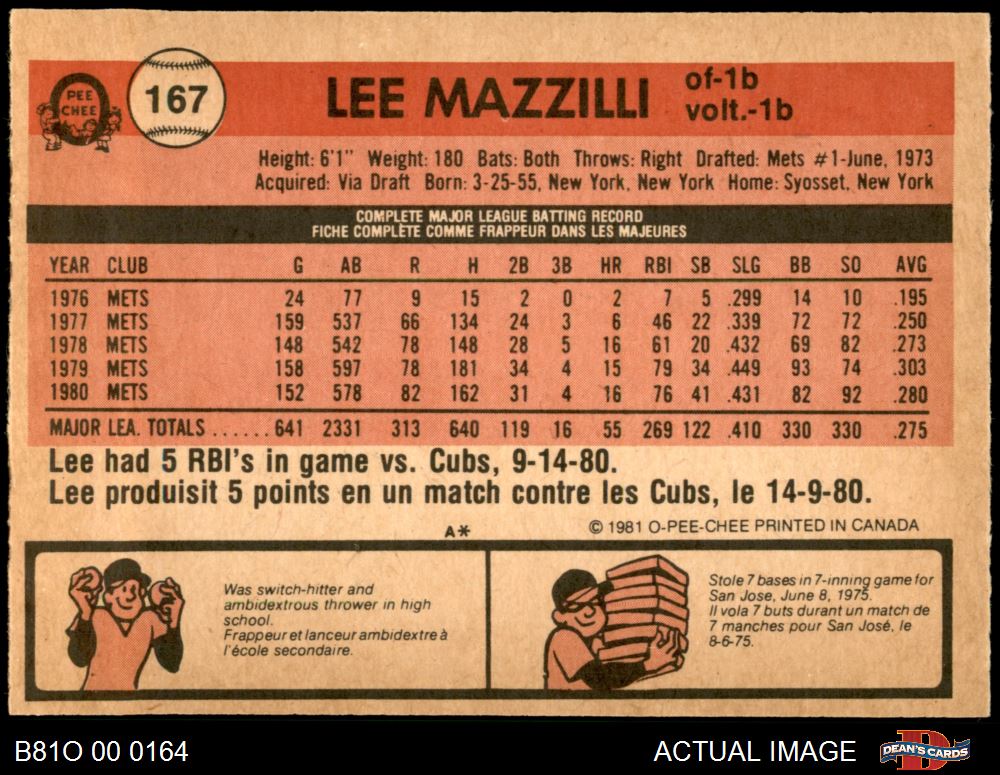 PEE
CHEE
167
LEE MAZZILLI
of-1b
volt.-1b
Height: 6'1" Weight: 180 Bats: Both Throws: Right Drafted: Mets #1-June, 1973
Acquired: Via Draft Born: 3-25-55, New York, New York Home: Syosset, New York
COMPLETE MAJOR LEAGUE BATTING RECORD
FICHE COMPLÈTE COMME FRAPPEUR DANS LES MAJEURES
YEAR CLUB G AB R H 2B 3B HR RBI SB SLG BB SO AVG
1976 METS 24 77 9 15 2 0 2 7 5 .299 14 10 .195
1977 METS 159 537 66 134 24 3 6 46 22 .339 72 72 .250
1978 METS 148 542 78 148 28 5 16 61 20 .432 69 82 .273
1979 METS 158 597 78 181 34 4 15 79 34 .449 93 74 .303
1980 METS 152 578 82 162 31 4 16 76 41 .431 82 92 .280
MAJOR LEA. TOTALS ...... 641 2331 313 640 119 16 55 269 122 .410 330 330 .275
Lee had 5 RBI's in game vs. Cubs, 9-14-80.
Lee produisit 5 points en un match contre les Cubs, le 14-9-80.
A* © 1981 O-PEE-CHEE PRINTED IN CANADA
Was switch-hitter and
ambidextrous thrower in high
school.
Frappeur et lanceur ambidextre à
l'école secondaire.
Stole 7 bases in 7-inning game for
San Jose, June 8, 1975.
Il vola 7 buts durant un match de
7 manches pour San José, le
8-6-75.
B81O 00 0164
ACTUAL IMAGE
DEAN'S CARDS